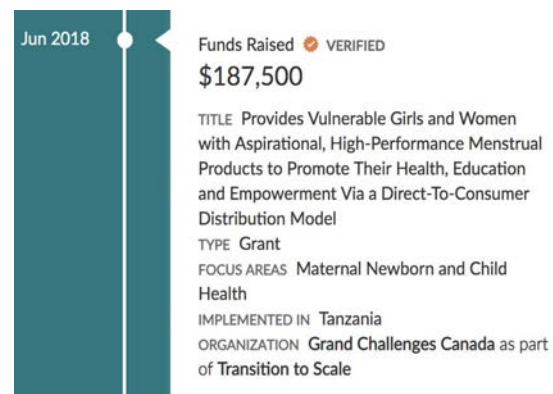 Jun 2018
Funds Raised VERIFIED
$187,500
TITLE Provides Vulnerable Girls and Women
with Aspirational, High-Performance Menstrual
Products to Promote Their Health, Education
and Empowerment Via a Direct-To-Consumer
Distribution Model
TYPE Grant
FOCUS AREAS Maternal Newborn and Child
Health
IMPLEMENTED IN Tanzania
ORGANIZATION Grand Challenges Canada as part
of Transition to Scale